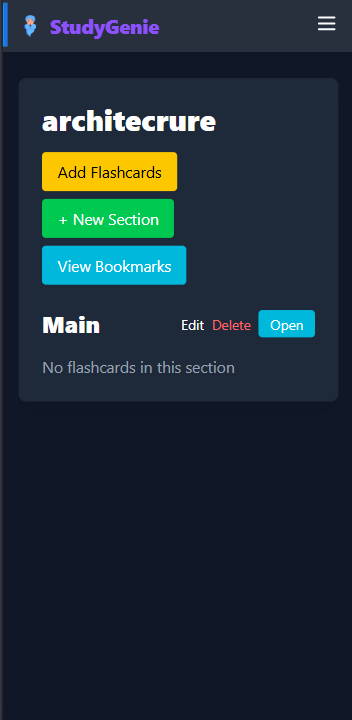 StudyGenie
architecrure
Add Flashcards
+ New Section
View Bookmarks
Main Edit Delete Open
No flashcards in this section